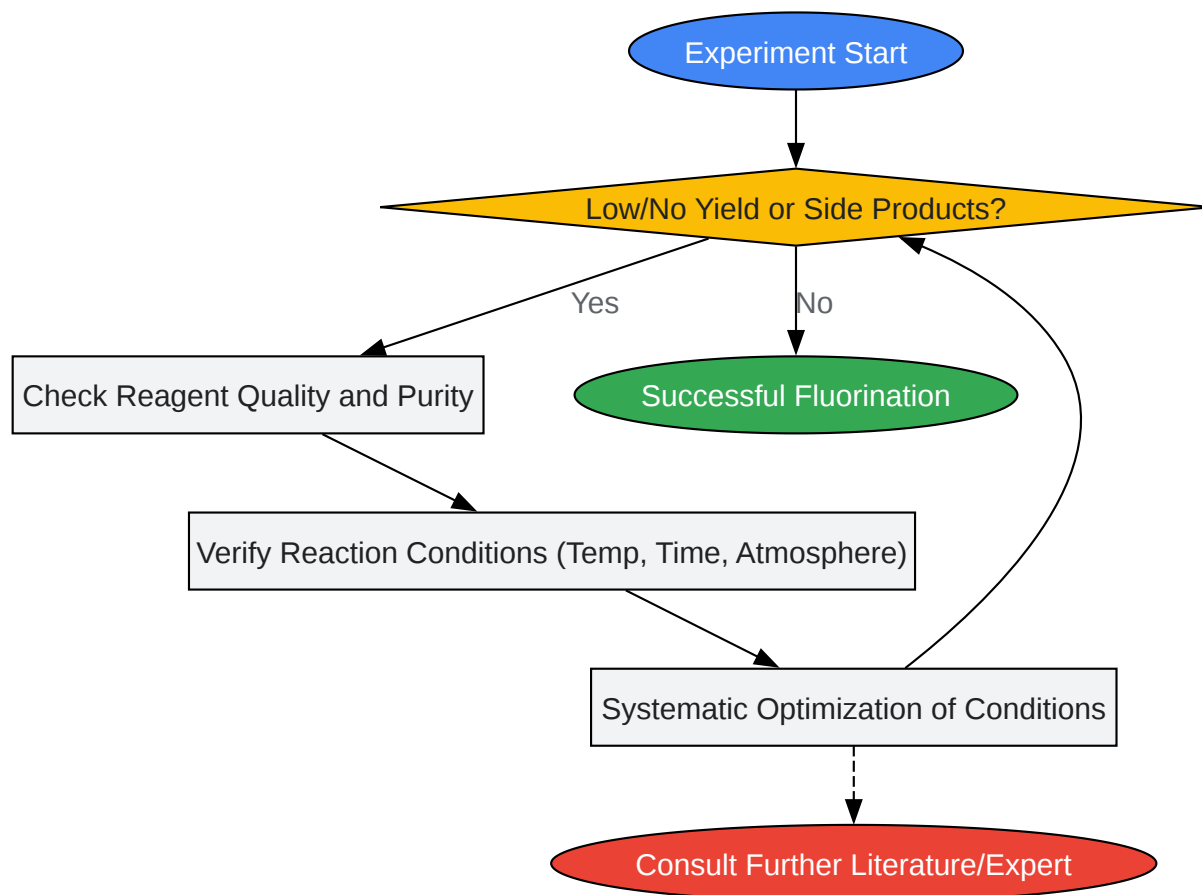 Experiment Start
Low/No Yield or Side Products?
Yes
No
Check Reagent Quality and Purity
Successful Fluorination
Verify Reaction Conditions (Temp, Time, Atmosphere)
Systematic Optimization of Conditions
Consult Further Literature/Expert